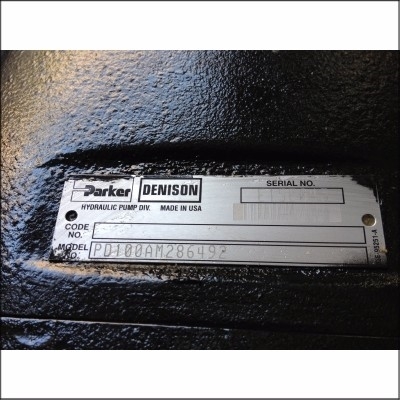 Parker DENISON
HYDRAULIC PUMP DIV. MADE IN USA
SERIAL NO.
CODE NO.
MODEL NO. PD100AM28649